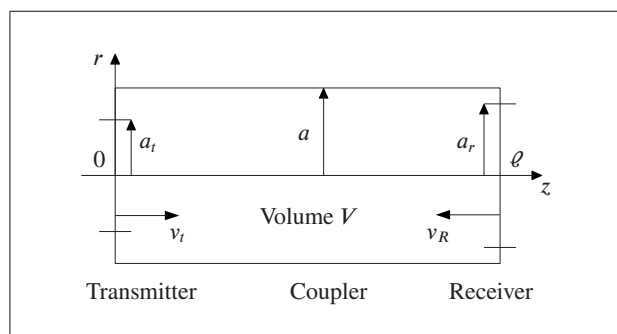 r
a_t
a
a_r
0
ℓ
z
Volume V
v_t
v_R
Transmitter Coupler Receiver